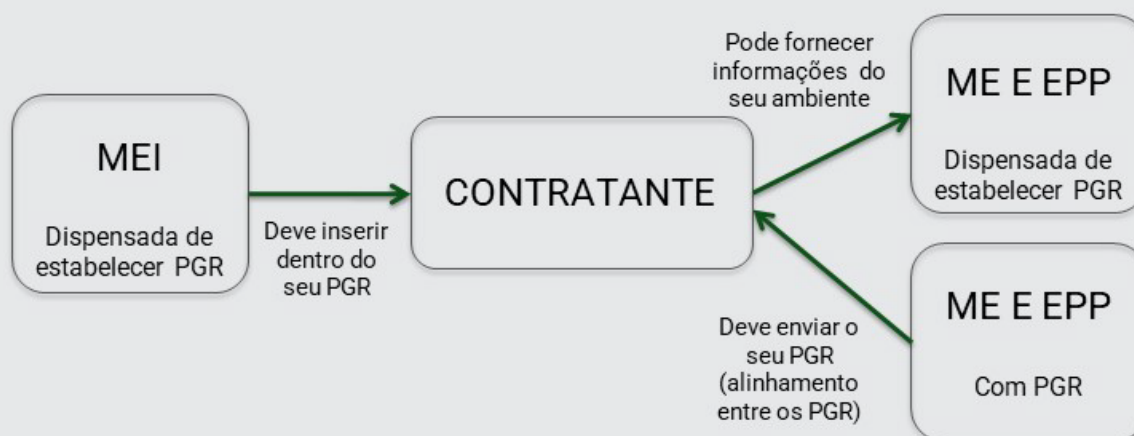 MEI
Dispensada de
estabelecer PGR
Deve inserir
dentro do
seu PGR
CONTRATANTE
Pode fornecer
informações do
seu ambiente
ME E EPP
Dispensada de
estabelecer PGR
Deve enviar o
seu PGR
(alinhamento
entre os PGR)
ME E EPP
Com PGR